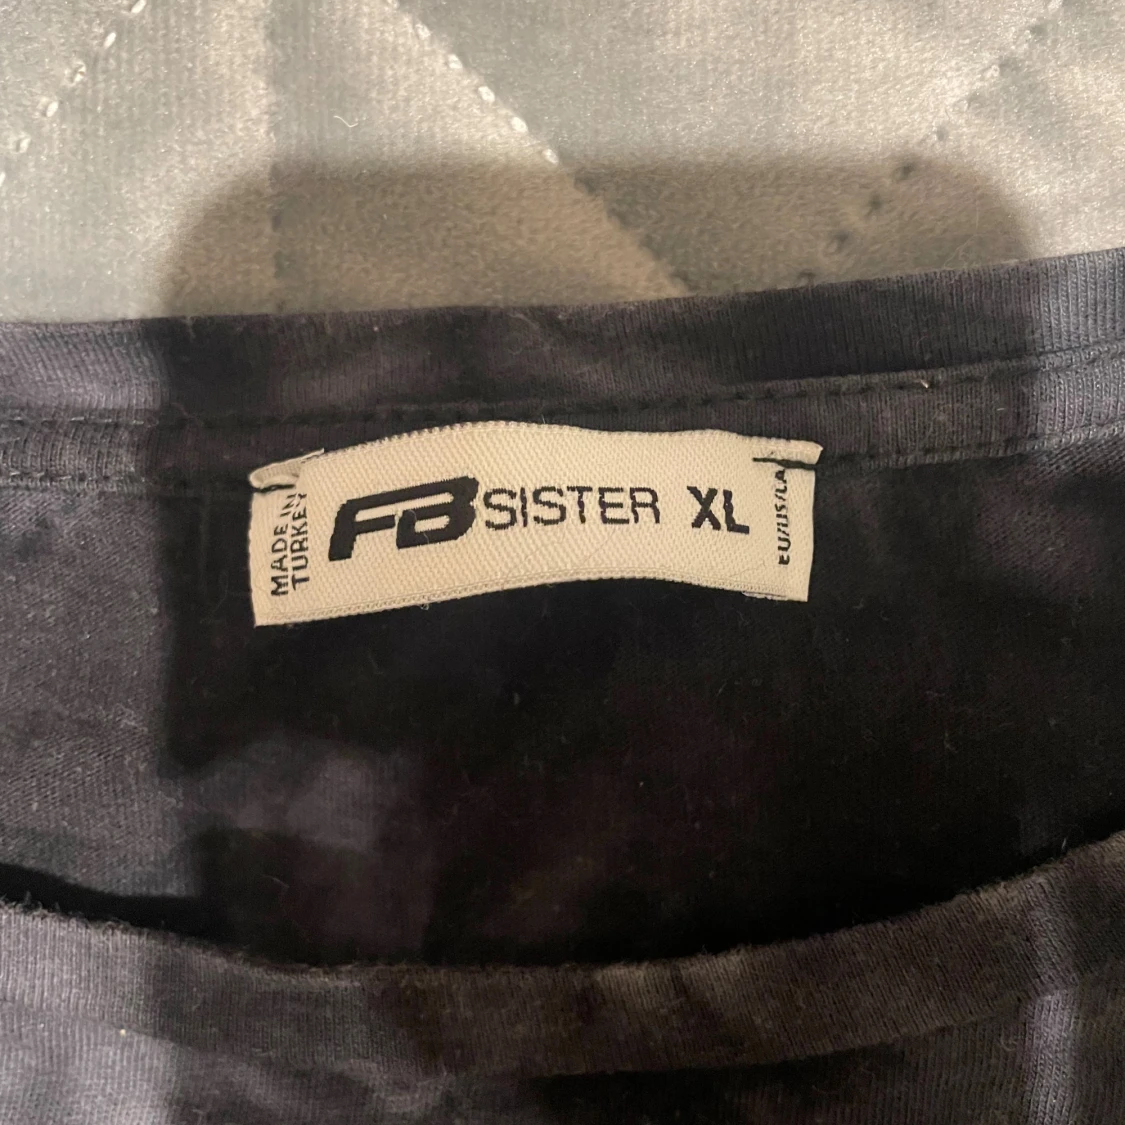 MADE IN
TURKEY
FB SISTER XL
EU/US/LA